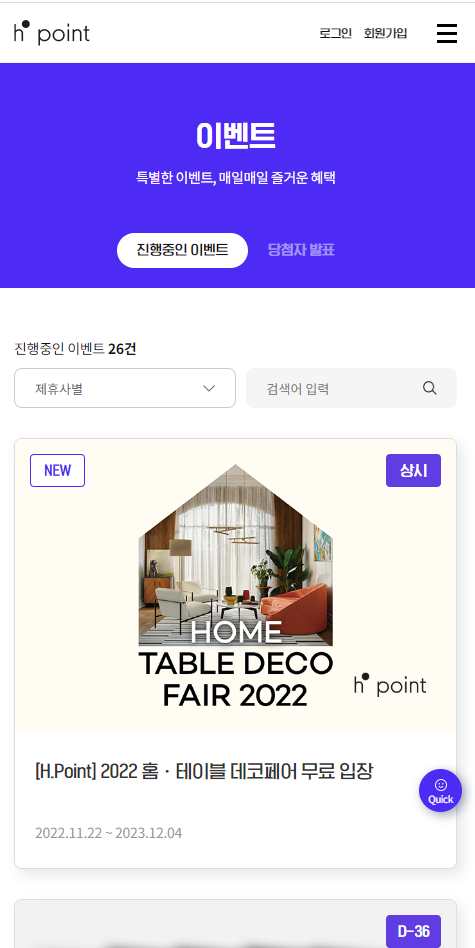 h point
로그인 회원가입
이벤트
특별한 이벤트, 매일매일 즐거운 혜택
진행중인 이벤트 당첨자 발표
진행중인 이벤트 26건
제휴사별 검색어 입력
NEW 상시
HOME
TABLE DECO
FAIR 2022
h point
[H.Point] 2022 홈 · 테이블 데코페어 무료 입장
Quick
2022.11.22 ~ 2023.12.04
D-36